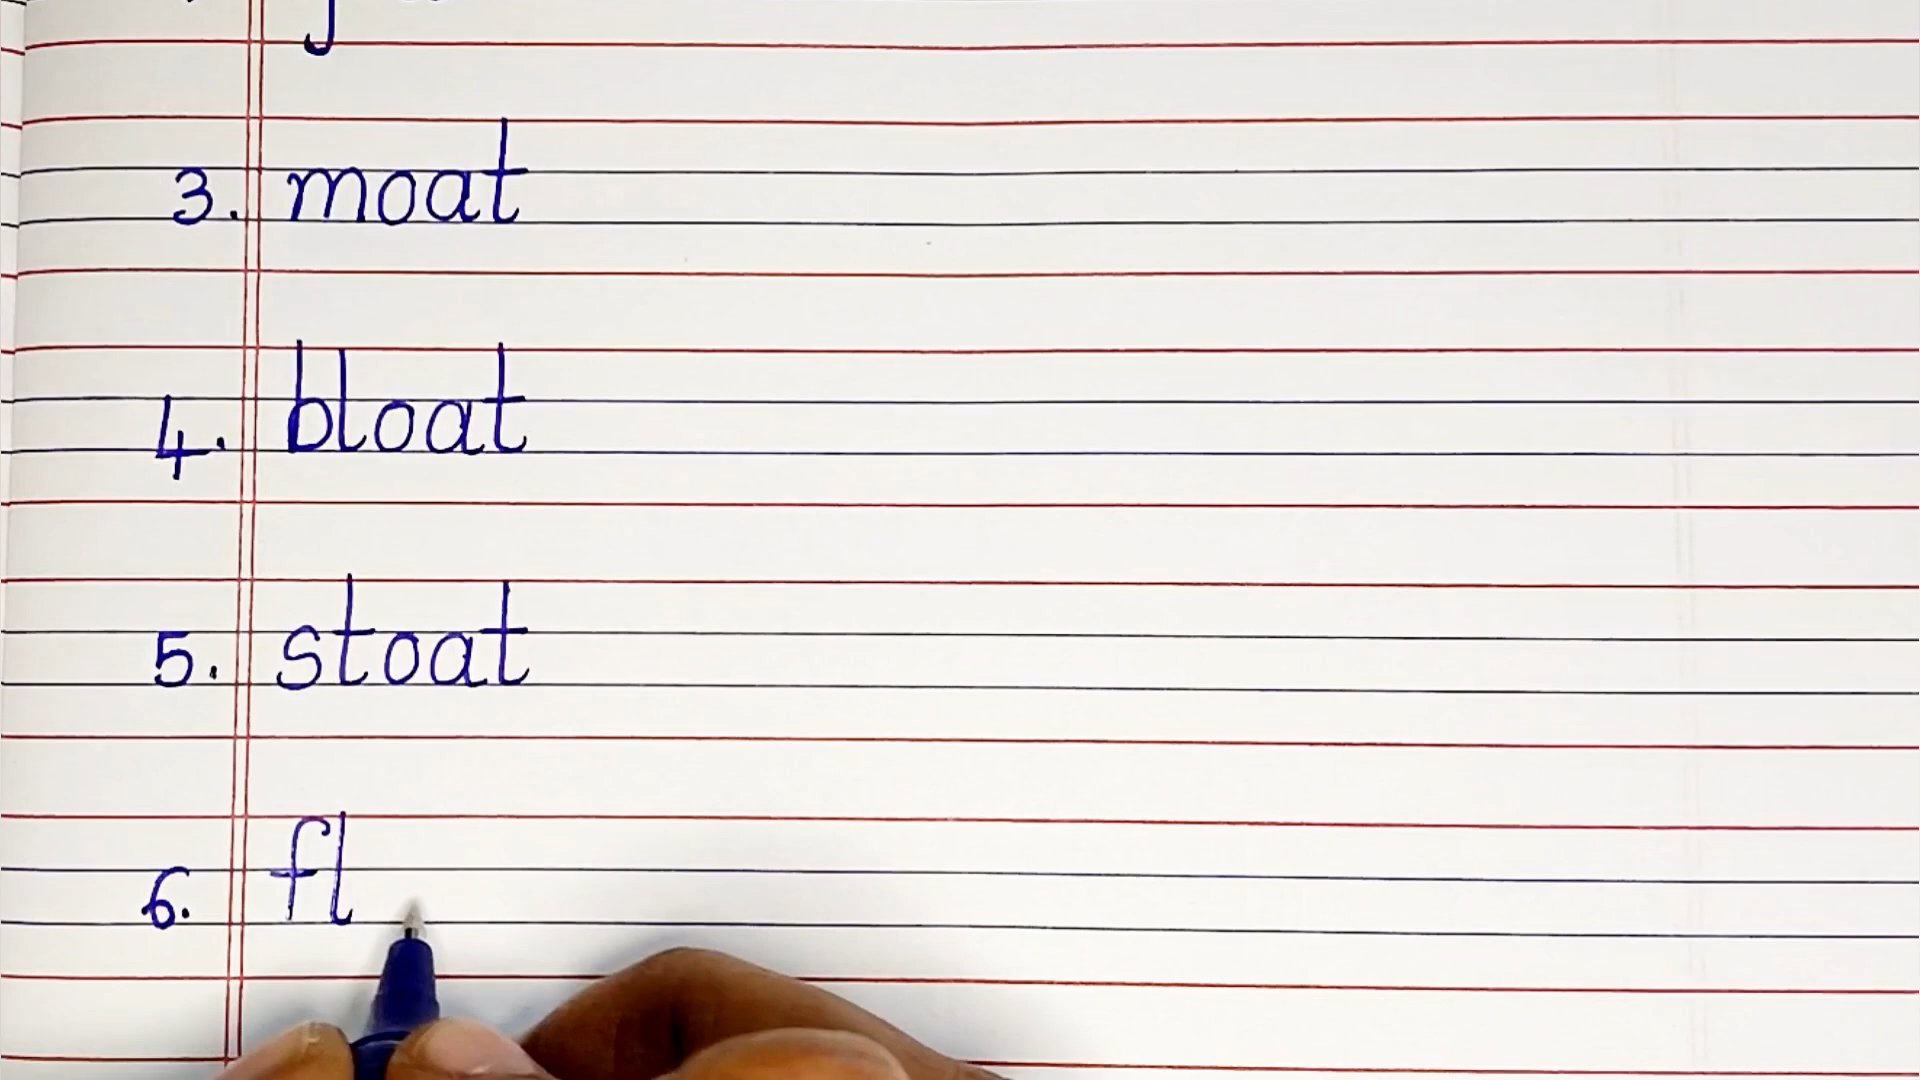 3. moat
4. bloat
5. stoat
6. fl